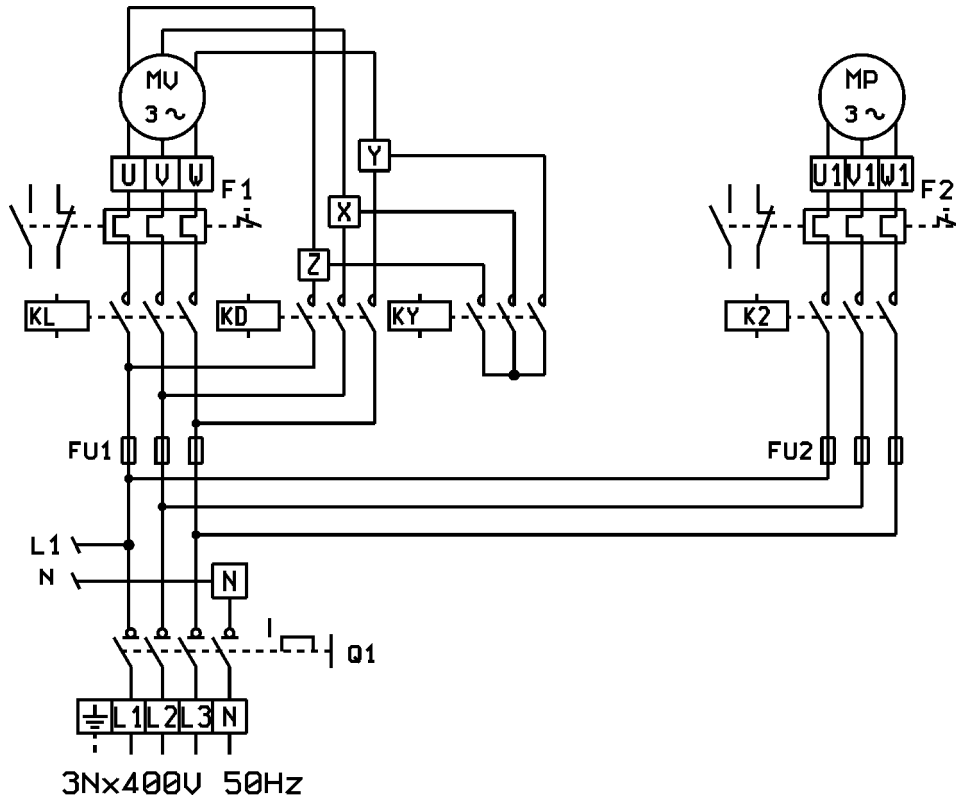 MV
3 ~
MP
3 ~
Y
U V W
U1 V1 W1
F1
F2
X
Z
KL
KD
KY
K2
FU1
FU2
L1
N
N
Q1
L1 L2 L3 N
3Nx400V 50Hz